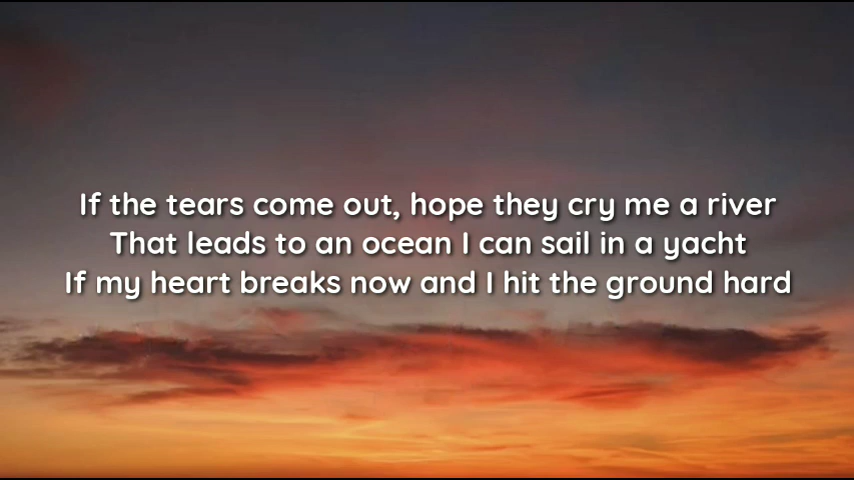 If the tears come out, hope they cry me a river
That leads to an ocean I can sail in a yacht
If my heart breaks now and I hit the ground hard